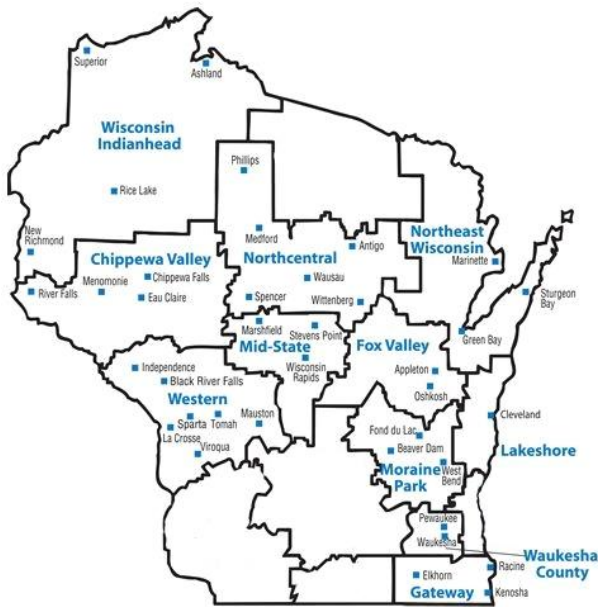 Superior
Ashland
Wisconsin
Indianhead
Phillips
Rice Lake
New
Richmond
Medford
Antigo
Northeast
Wisconsin
Marinette
Chippewa Valley
Northcentral
Chippewa Falls
Menomonie
Wausau
River Falls
Eau Claire
Spencer
Wittenberg
Sturgeon
Bay
Marshfield
Stevens Point
Green Bay
Mid-State
Fox Valley
Wisconsin
Rapids
Independence
Appleton
Black River Falls
Oshkosh
Western
Mauston
Sparta
Tomah
Cleveland
La Crosse
Fond du Lac
Viroqua
Beaver Dam
Lakeshore
Moraine
Park
West
Bend
Pewaukee
Waukesha
Waukesha
County
Racine
Elkhorn
Gateway
Kenosha